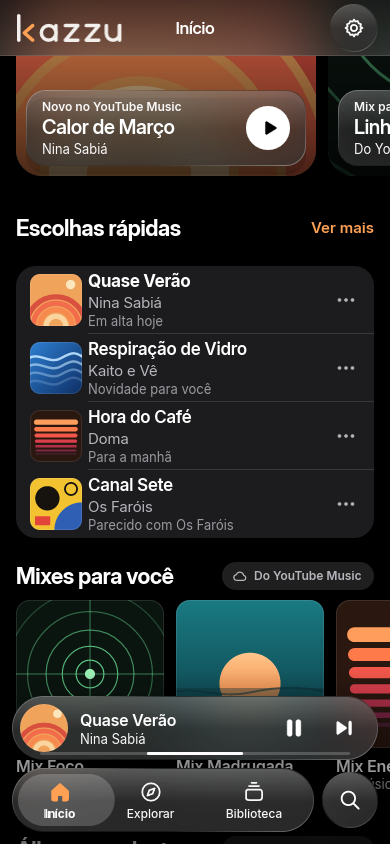 kazzu
Início
Novo no YouTube Music
Calor de Março
Nina Sabiá
Mix pa
Linh
Do Yo
Escolhas rápidas
Ver mais
Quase Verão
Nina Sabiá
Em alta hoje
Respiração de Vidro
Kaito e Vê
Novidade para você
Hora do Café
Doma
Para a manhã
Canal Sete
Os Faróis
Parecido com Os Faróis
Mixes para você
Do YouTube Music
Quase Verão
Nina Sabiá
Mix Foco
Mix Madrugada
Mix Ene
Início
Explorar
Biblioteca